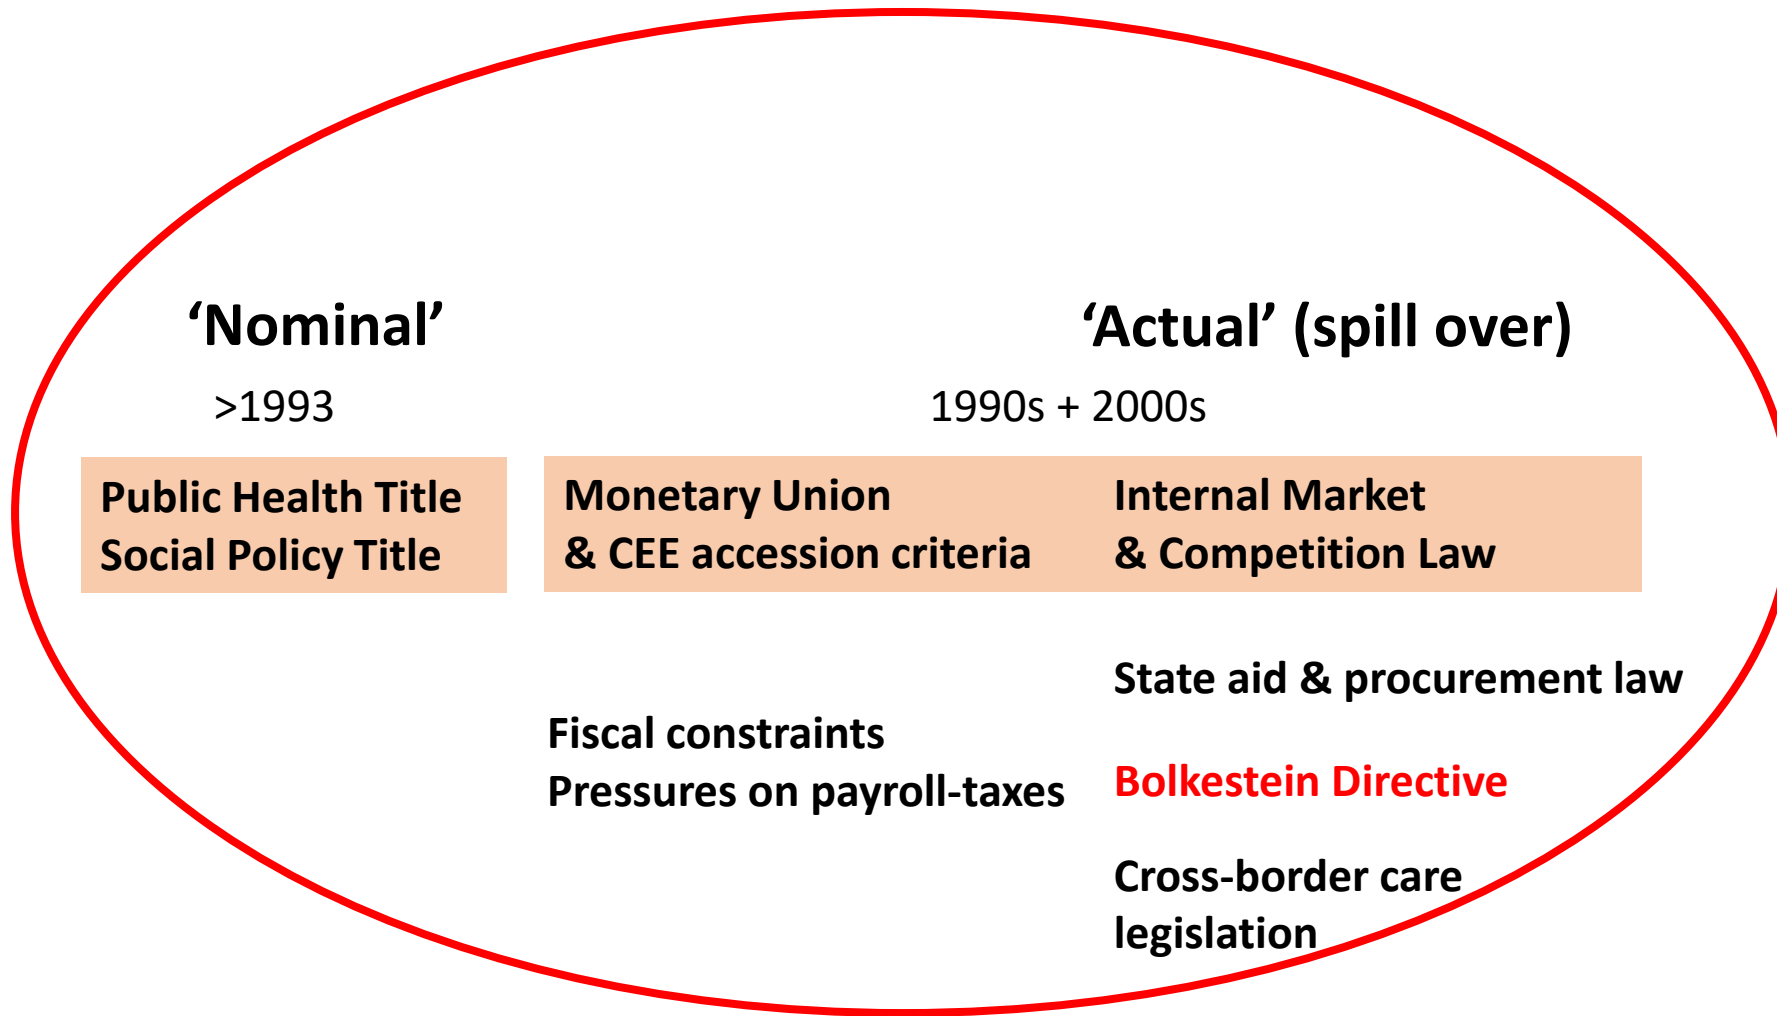 ‘Nominal’
>1993
Public Health Title
Social Policy Title
‘Actual’ (spill over)
1990s + 2000s
Monetary Union
& CEE accession criteria
Fiscal constraints
Pressures on payroll-taxes
Internal Market
& Competition Law
State aid & procurement law
Bolkestein Directive
Cross-border care
legislation